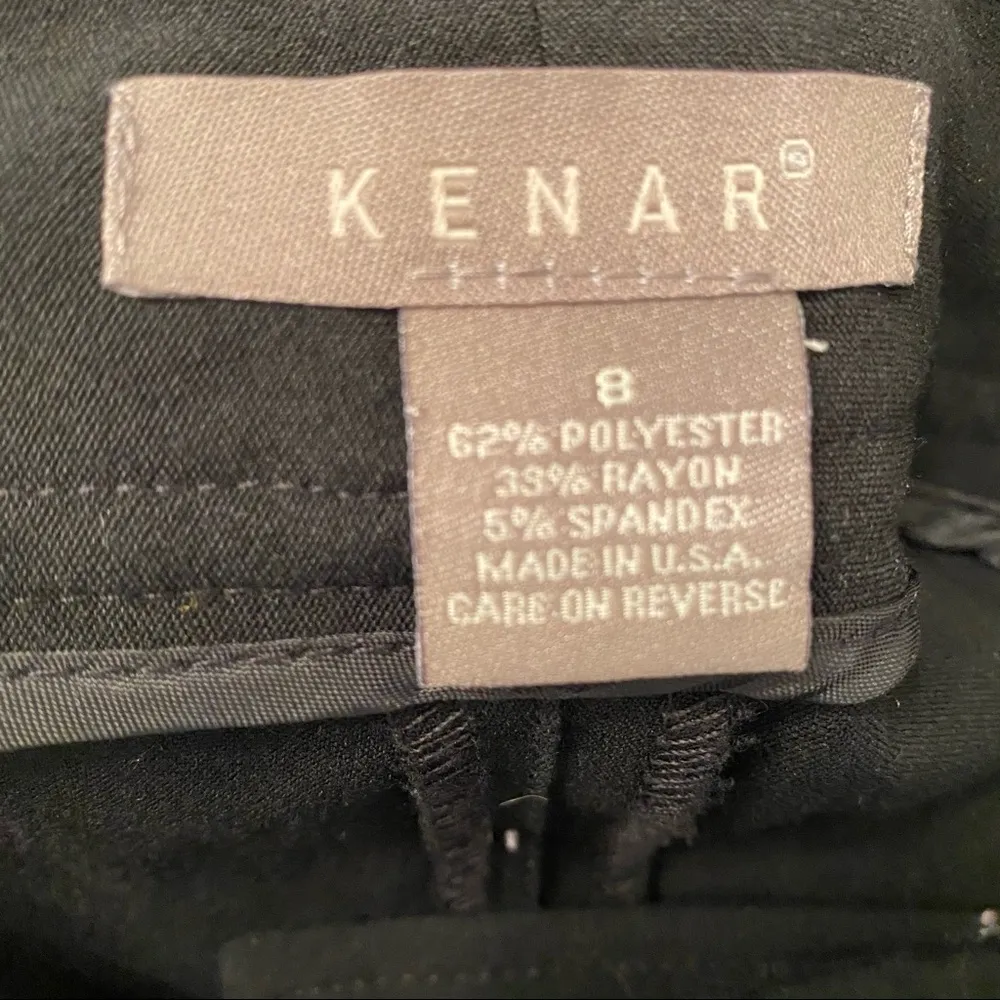 KENAR®
8
62% POLYESTER
33% RAYON
5% SPANDEX
MADE IN U.S.A.
CARE ON REVERSE